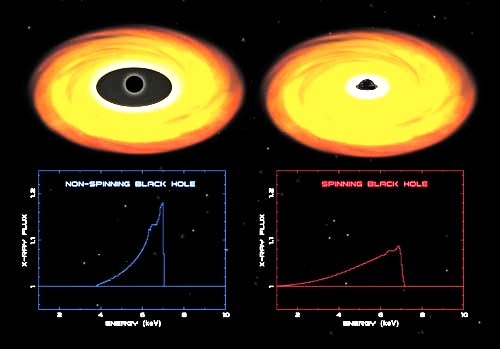 NON-SPINNING BLACK HOLE
X-RAY FLUX
1.2
1.1
1
2
4
6
8
10
ENERGY (keV)
SPINNING BLACK HOLE
X-RAY FLUX
1.2
1.1
1
2
4
6
8
10
ENERGY (keV)